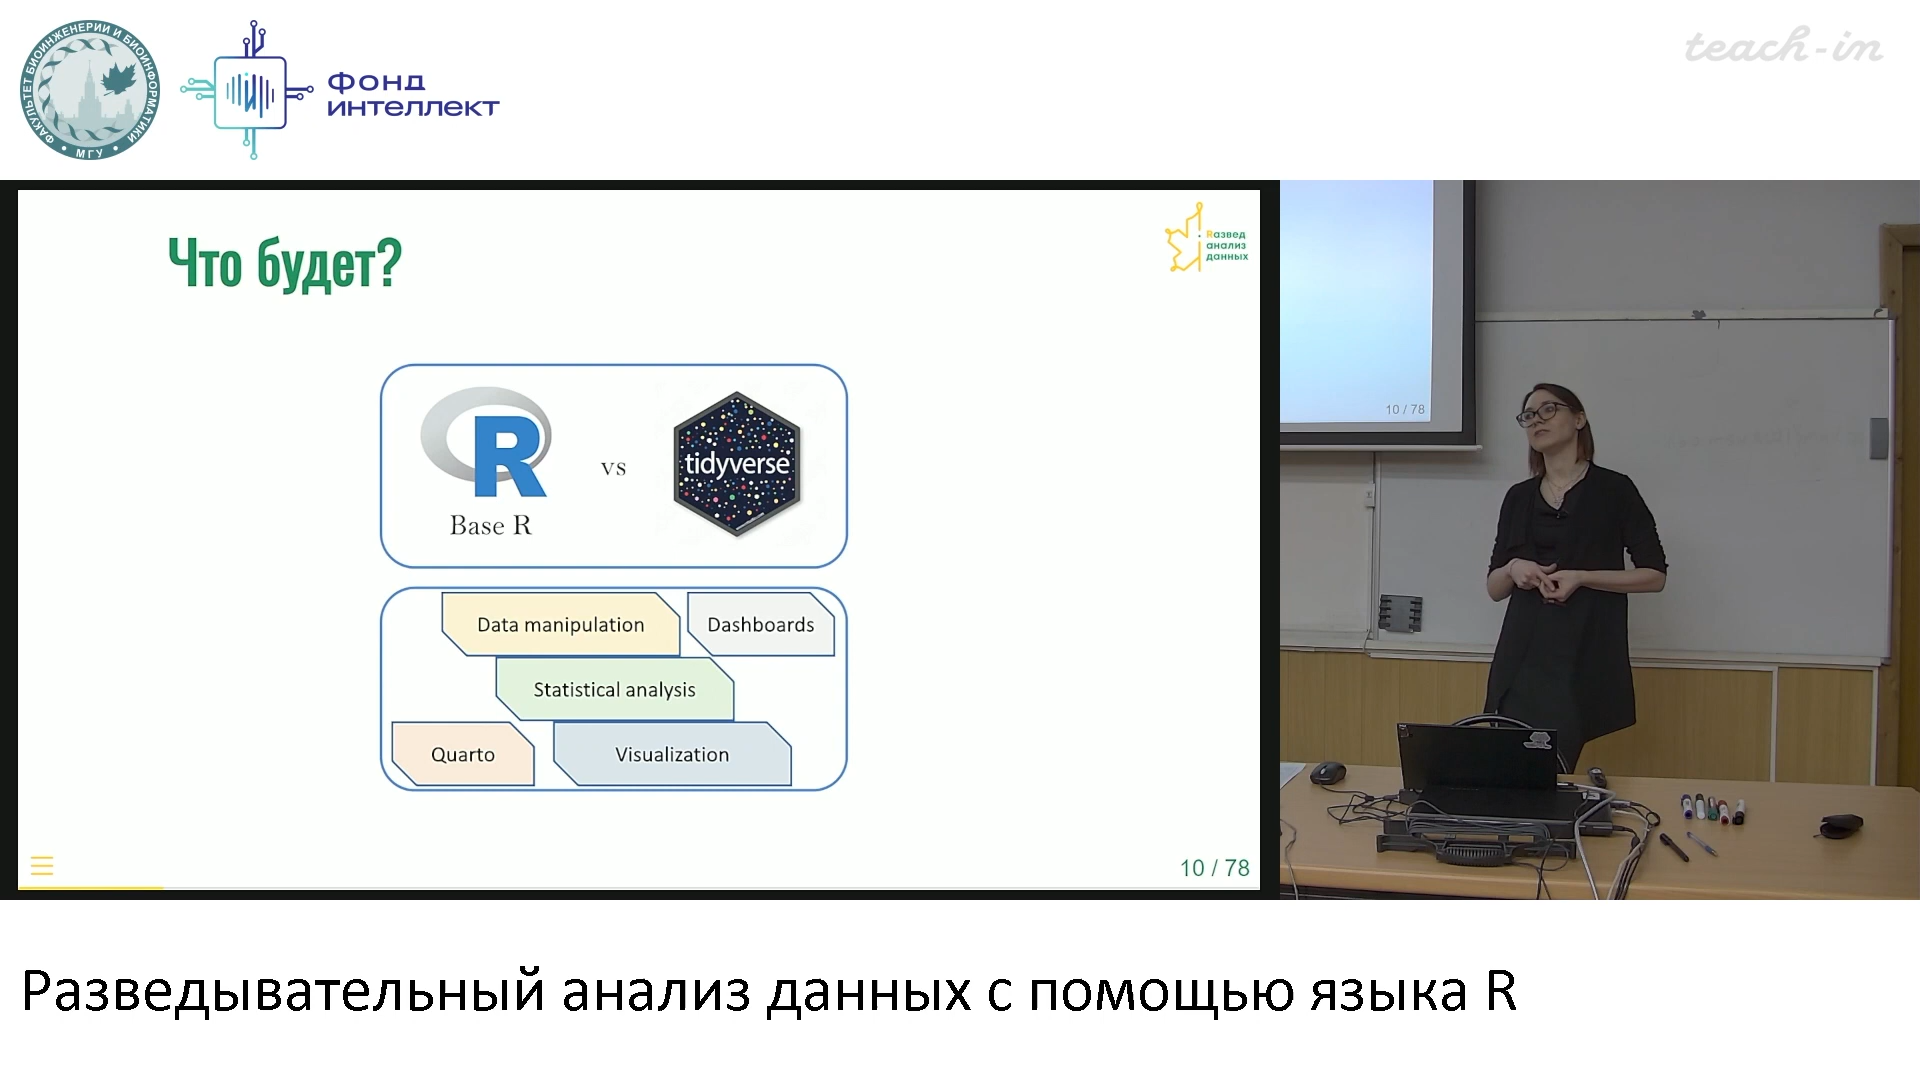 ФАКУЛЬТЕТ БИОИНЖЕНЕРИИ И БИОИНФОРМАТИКИ
• МГУ •
ФОНД
ИНТЕЛЛЕКТ
teach-in
Что будет?
Rазвед
анализ
данных
R
vs
tidyverse
Base R
Data manipulation
Dashboards
Statistical analysis
Quarto
Visualization
10 / 78
10 / 78
Разведывательный анализ данных с помощью языка R